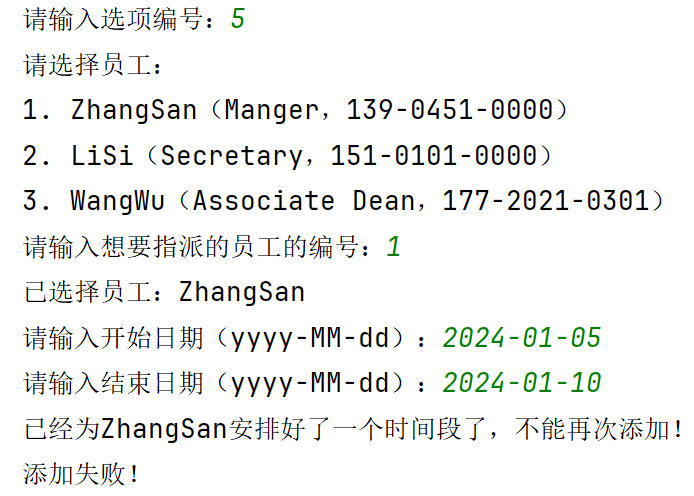 请输入选项编号：5
请选择员工：
1. ZhangSan（Manger，139-0451-0000）
2. LiSi（Secretary，151-0101-0000）
3. WangWu（Associate Dean，177-2021-0301）
请输入想要指派的员工的编号：1
已选择员工：ZhangSan
请输入开始日期（yyyy-MM-dd）：2024-01-05
请输入结束日期（yyyy-MM-dd）：2024-01-10
已经为ZhangSan安排好了一个时间段了，不能再次添加！
添加失败！